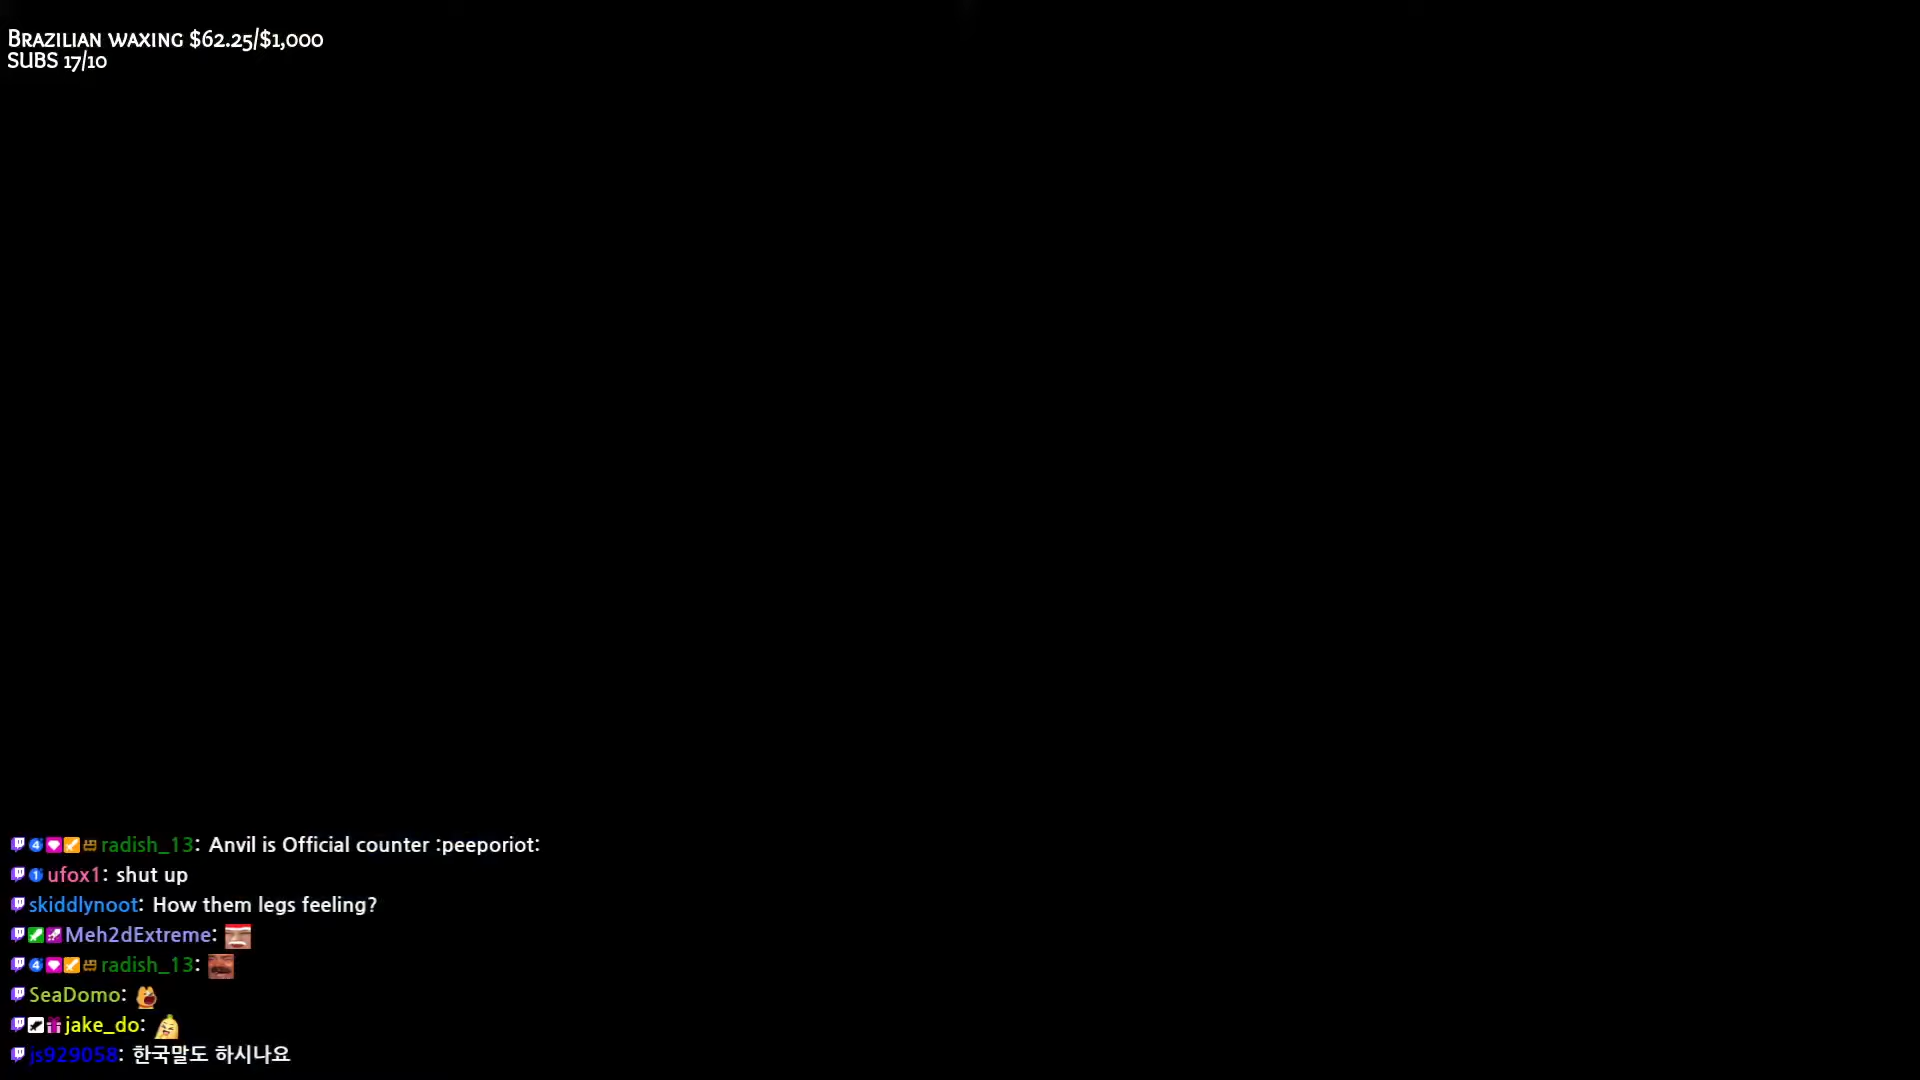 Brazilian waxing $62.25/$1,000
SUBS 17/10
radish_13: Anvil is Official counter :peeporiot:
ufox1: shut up
skiddlynoot: How them legs feeling?
Meh2dExtreme:
radish_13:
SeaDomo:
jake_do:
js929058: 한국말도 하시나요